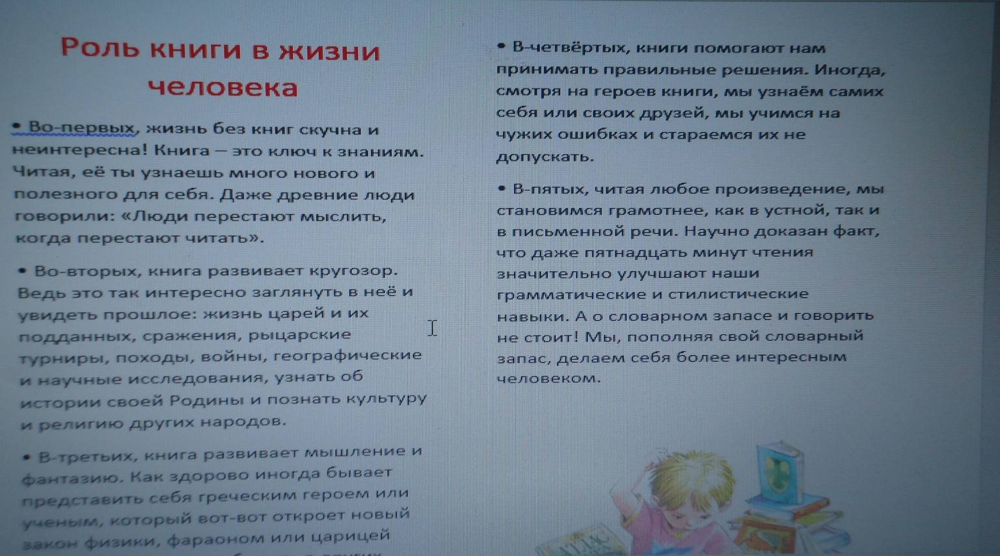 Роль книги в жизни
человека
• Во-первых, жизнь без книг скучна и
неинтересна! Книга – это ключ к знаниям.
Читая, её ты узнаешь много нового и
полезного для себя. Даже древние люди
говорили: «Люди перестают мыслить,
когда перестают читать».
• Во-вторых, книга развивает кругозор.
Ведь это так интересно заглянуть в неё и
увидеть прошлое: жизнь царей и их
подданных, сражения, рыцарские
турниры, походы, войны, географические
и научные исследования, узнать об
истории своей Родины и познать культуру
и религию других народов.
• В-третьих, книга развивает мышление и
фантазию. Как здорово иногда бывает
представить себя греческим героем или
ученым, который вот-вот откроет новый
закон физики, фараоном или царицей
• В-четвёртых, книги помогают нам
принимать правильные решения. Иногда,
смотря на героев книги, мы узнаём самих
себя или своих друзей, мы учимся на
чужих ошибках и стараемся их не
допускать.
• В-пятых, читая любое произведение, мы
становимся грамотнее, как в устной, так и
в письменной речи. Научно доказан факт,
что даже пятнадцать минут чтения
значительно улучшают наши
грамматические и стилистические
навыки. А о словарном запасе и говорить
не стоит! Мы, пополняя свой словарный
запас, делаем себя более интересным
человеком.
АТЛАС